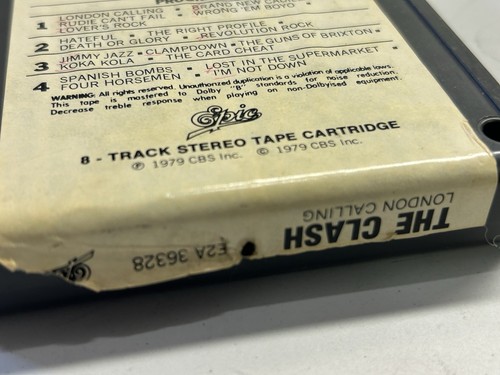 LONDON CALLING • BRAND NEW
1 RUDIE CAN'T FAIL • WRONG 'EM BOYO
LOVER'S ROCK
2 HATEFUL • THE RIGHT PROFILE •
DEATH OR GLORY • REVOLUTION ROCK
3 JIMMY JAZZ • CLAMPDOWN • THE GUNS OF BRIXTON •
KOKA KOLA • THE CARD CHEAT
4 SPANISH BOMBS • LOST IN THE SUPERMARKET •
FOUR HORSEMEN • I'M NOT DOWN
WARNING: All rights reserved. Unauthorized duplication is a violation of applicable laws.
This tape is mastered to Dolby "B" standards for noise reduction.
Decrease treble response when playing on non-Dolbyised equipment.
Epic
8 - TRACK STEREO TAPE CARTRIDGE
℗ 1979 CBS Inc. © 1979 CBS Inc.
THE CLASH
LONDON CALLING
E2A 36328